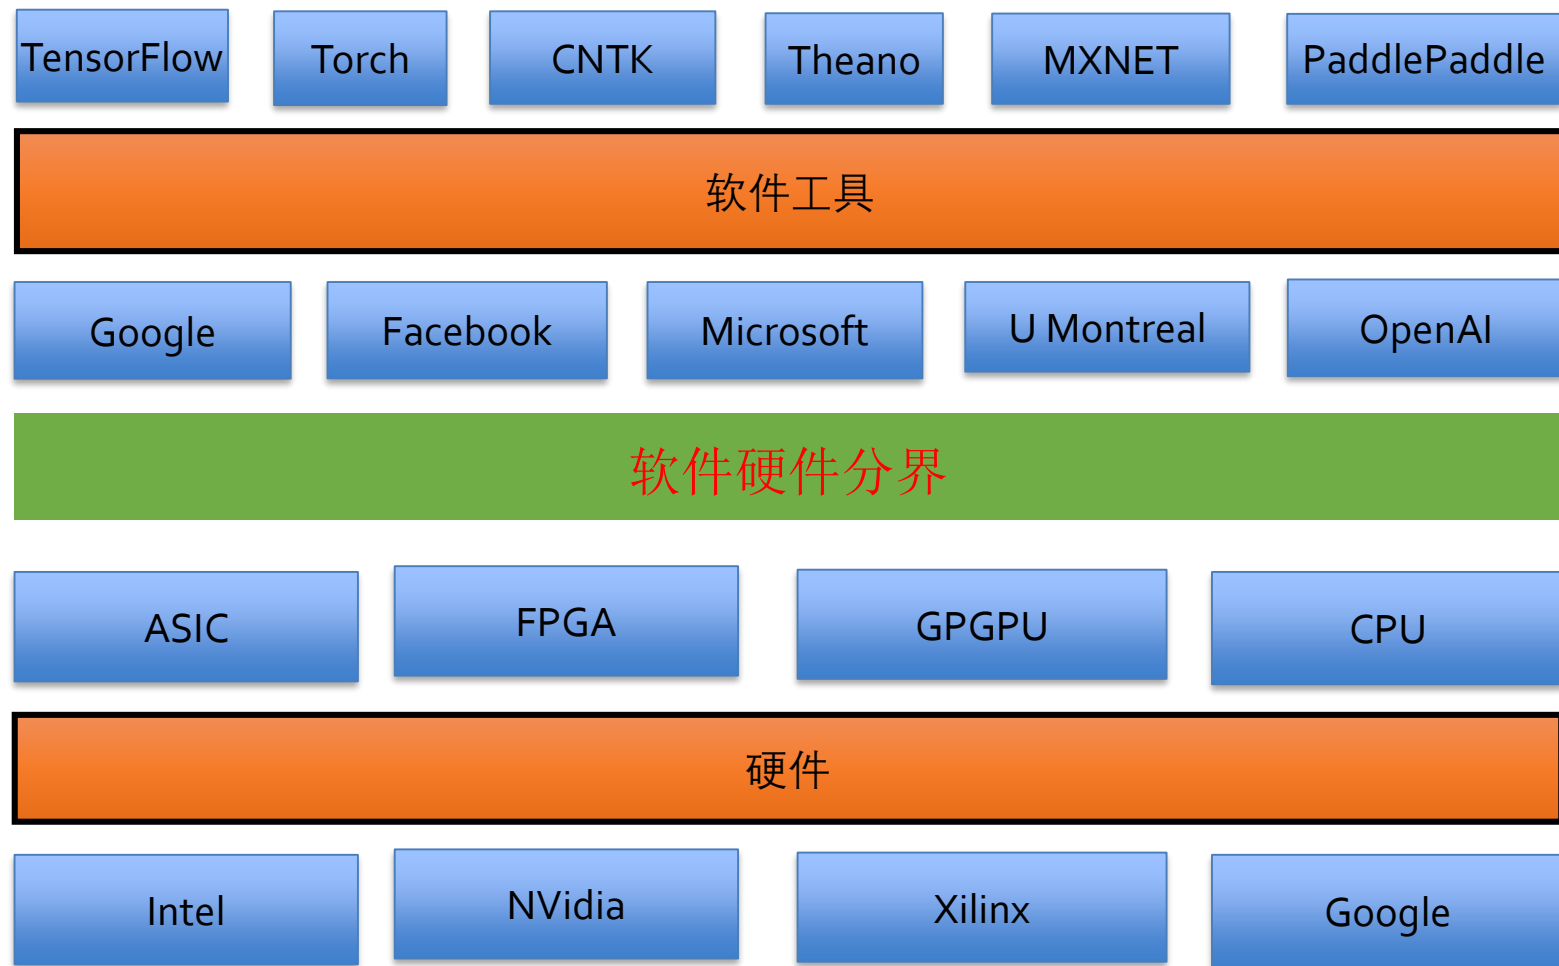 TensorFlow
Torch
CNTK
Theano
MXNET
PaddlePaddle
软件工具
Google
Facebook
Microsoft
U Montreal
OpenAI
软件硬件分界
ASIC
FPGA
GPGPU
CPU
硬件
Intel
NVidia
Xilinx
Google